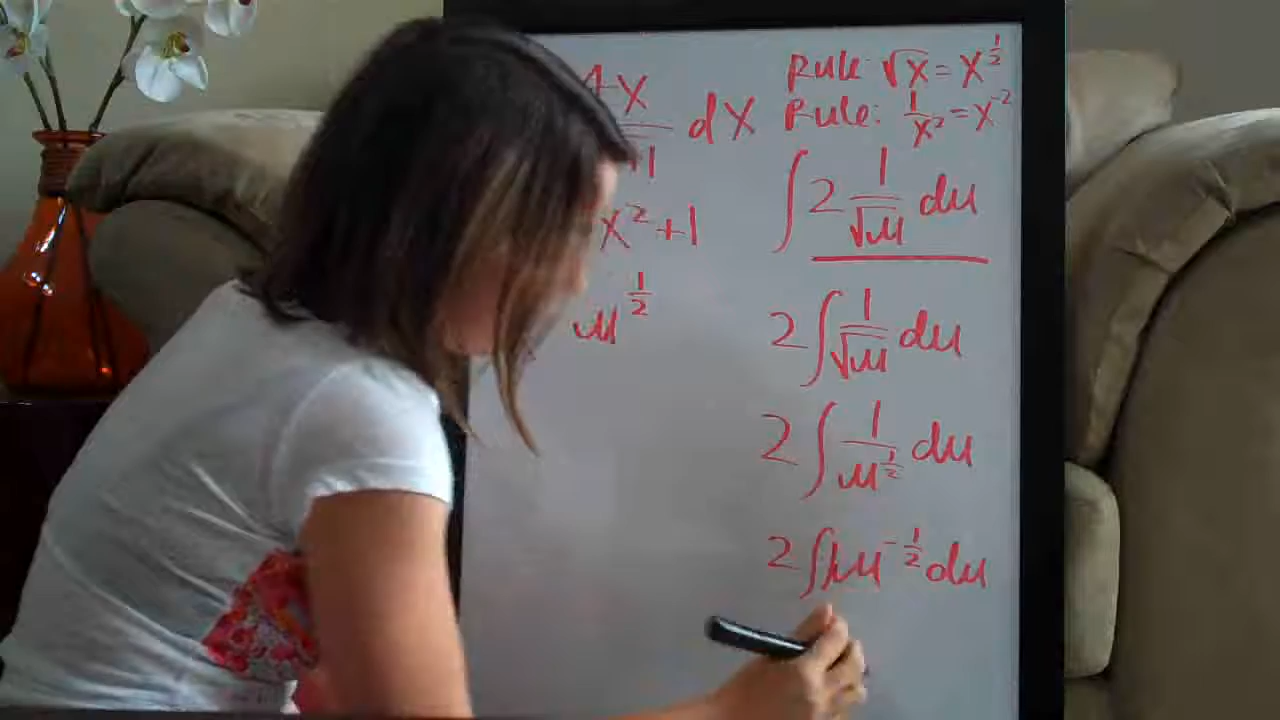 4x
dx
+1
x² +1
u^½
Rule: √x = x^½
Rule: 1/x² = x⁻²
∫ 2 1/√u du
2 ∫ 1/√u du
2 ∫ 1/u^½ du
2 ∫ u^-½ du